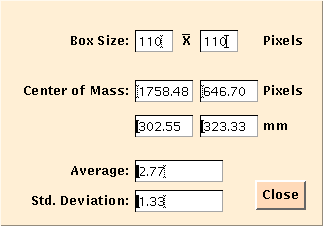 Box Size: 110 X 110 Pixels
Center of Mass: 1758.48 646.70 Pixels
302.55 323.33 mm
Average: 2.77
Std. Deviation: 1.33
Close